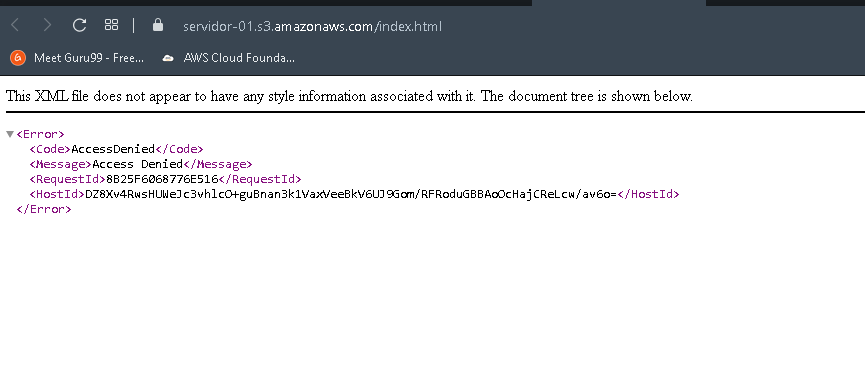 servidor-01.s3.amazonaws.com/index.html
Meet Guru99 - Free... AWS Cloud Founda...
This XML file does not appear to have any style information associated with it. The document tree is shown below.
<Error>
<Code>AccessDenied</Code>
<Message>Access Denied</Message>
<RequestId>8B25F6068776E516</RequestId>
<HostId>DZ8Xv4RwsHUWeJc3vhlcO+guBnan3k1VaxVeeBkV6UJ9Gom/RFRoduGBBAoOcHajCReLcw/av6o=</HostId>
</Error>